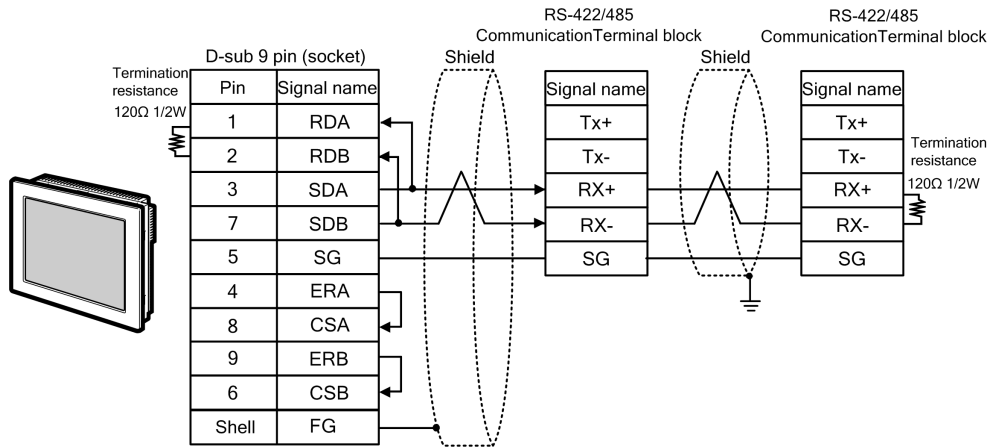 RS-422/485
CommunicationTerminal block
RS-422/485
CommunicationTerminal block
D-sub 9 pin (socket)
Shield
Shield
Termination
resistance
120Ω 1/2W
Pin Signal name
1 RDA
2 RDB
3 SDA
7 SDB
5 SG
4 ERA
8 CSA
9 ERB
6 CSB
Shell FG
Signal name
Tx+
Tx-
RX+
RX-
SG
Signal name
Tx+
Tx-
RX+
RX-
SG
Termination
resistance
120Ω 1/2W